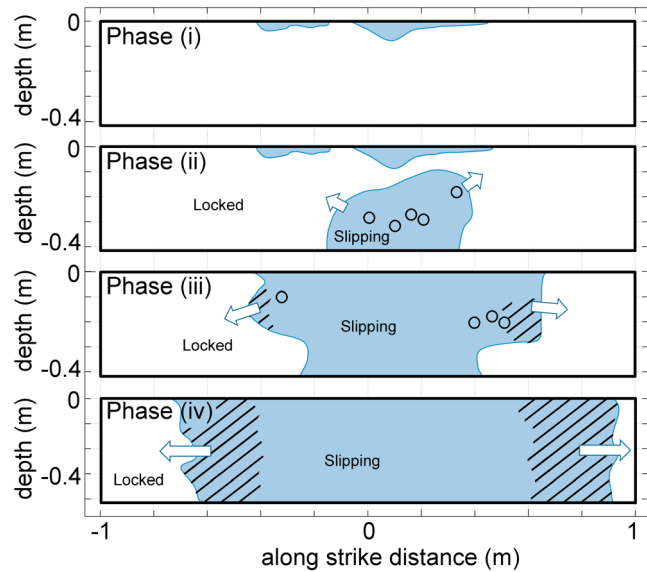 0
Phase (i)
depth (m)
-0.4
0
Phase (ii)
depth (m)
Locked
Slipping
-0.4
0
Phase (iii)
depth (m)
Slipping
Locked
-0.4
0
Phase (iv)
depth (m)
Slipping
Locked
-0.4
-1 0 1
along strike distance (m)